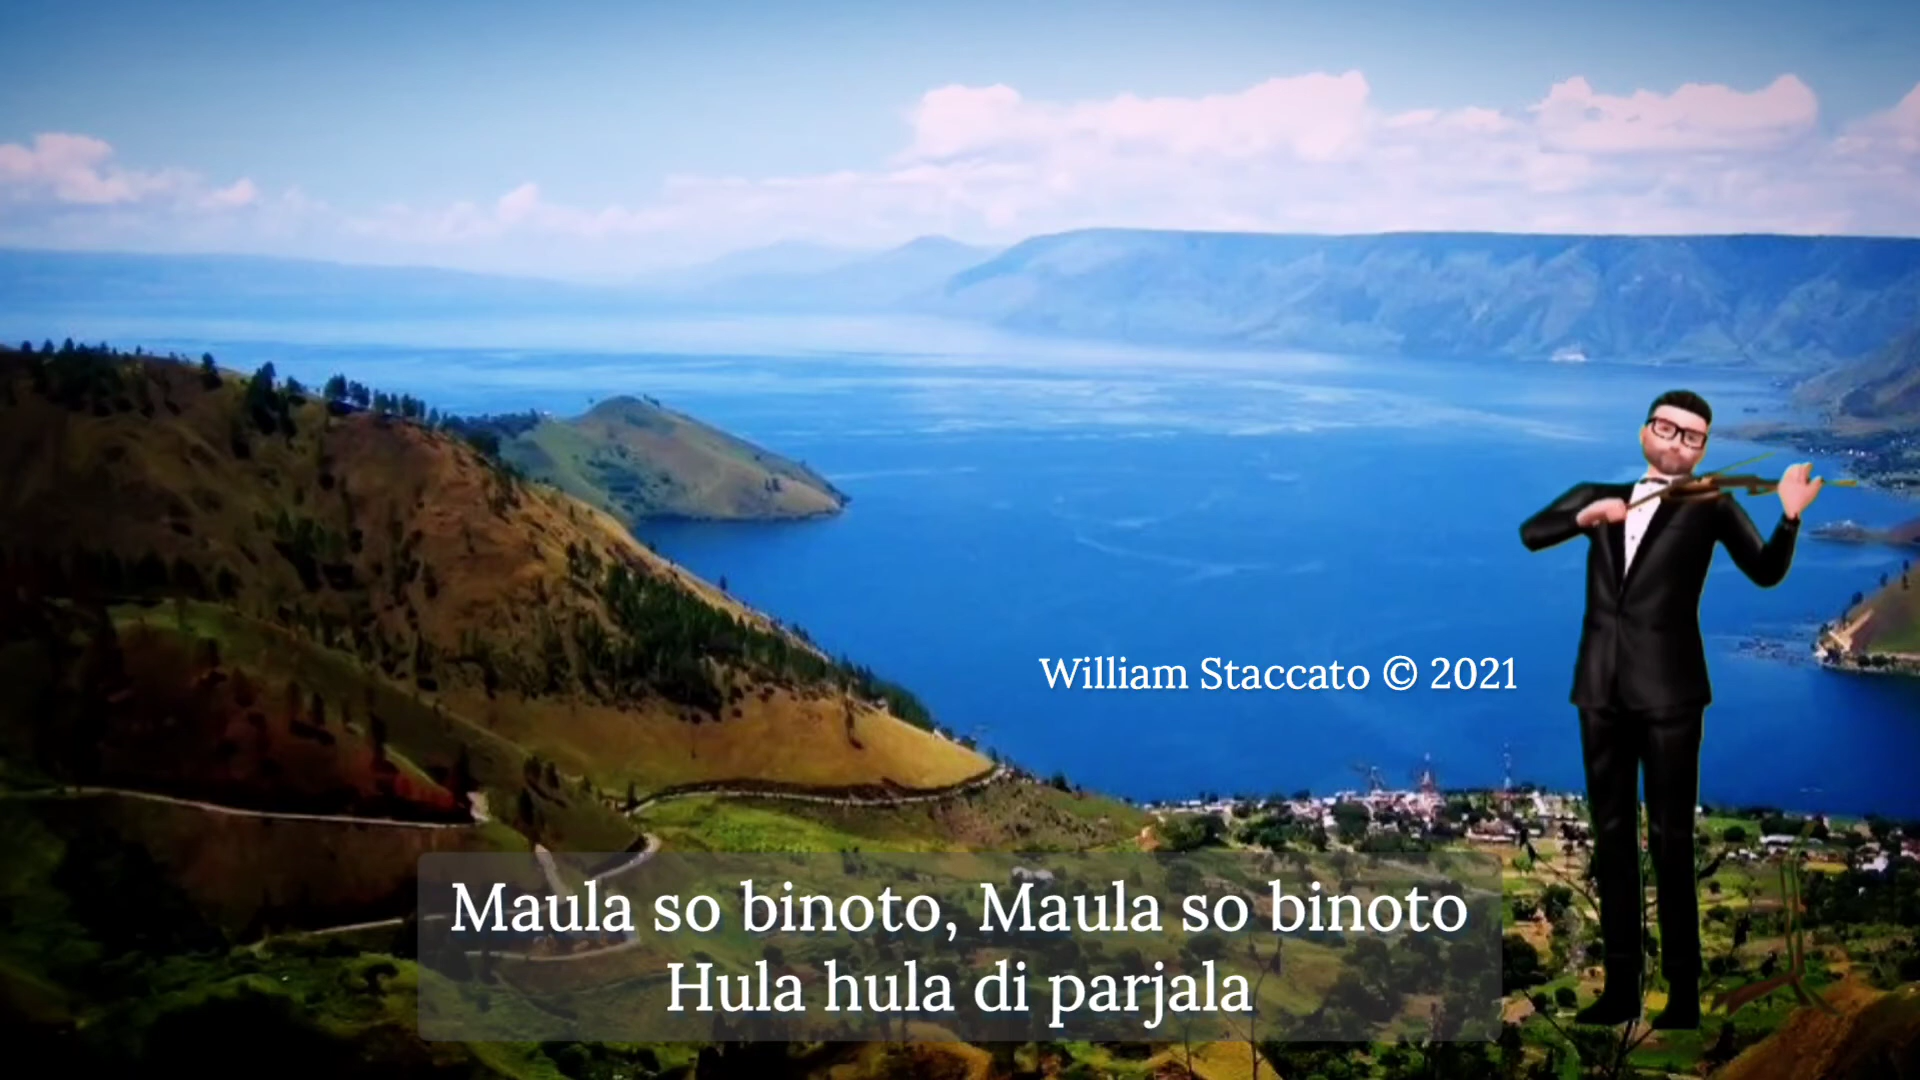 William Staccato © 2021
Maula so binoto, Maula so binoto
Hula hula di parjala